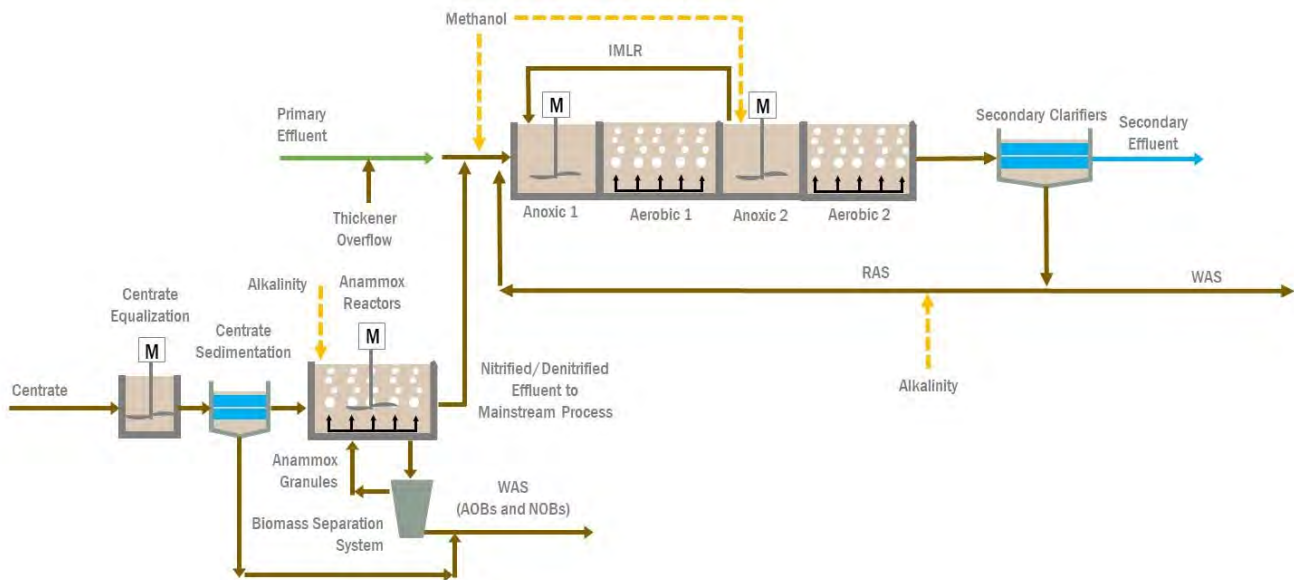 Methanol
IMLR
M
M
Primary
Effluent
Secondary Clarifiers
Secondary
Effluent
Anoxic 1
Aerobic 1
Anoxic 2
Aerobic 2
Thickener
Overflow
RAS
WAS
Alkalinity
Anammox
Reactors
Centrate
Equalization
M
Centrate
Sedimentation
M
Nitrified/Denitrified
Effluent to
Mainstream Process
Alkalinity
Centrate
Anammox
Granules
WAS
(AOBs and NOBs)
Biomass Separation
System